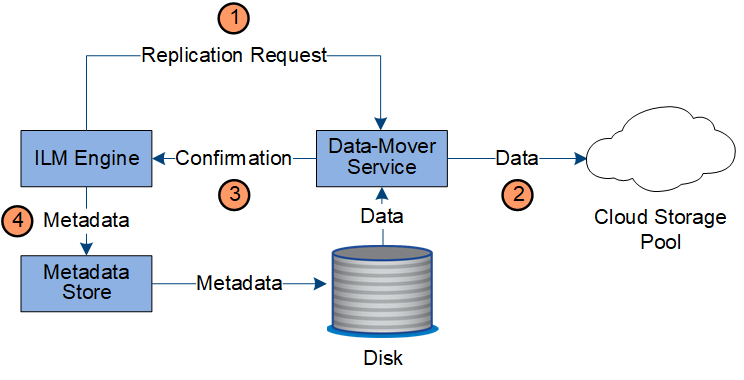 1
Replication Request
ILM Engine
Confirmation
3
Data-Mover
Service
Data
2
Cloud Storage
Pool
4
Metadata
Data
Metadata
Store
Metadata
Disk